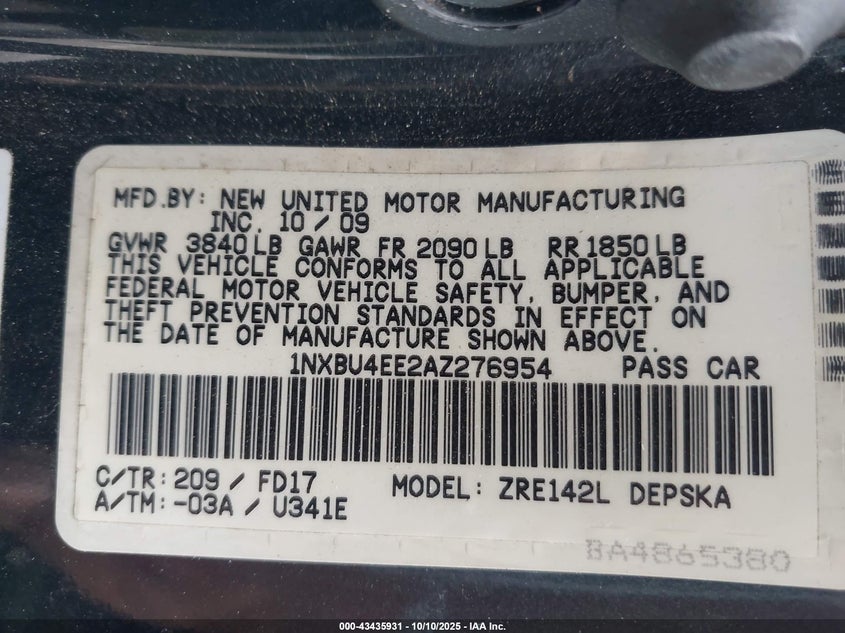 MFD.BY: NEW UNITED MOTOR MANUFACTURING
INC. 10 / 09
GVWR 3840 LB GAWR FR 2090 LB RR 1850 LB
THIS VEHICLE CONFORMS TO ALL APPLICABLE
FEDERAL MOTOR VEHICLE SAFETY, BUMPER, AND
THEFT PREVENTION STANDARDS IN EFFECT ON
THE DATE OF MANUFACTURE SHOWN ABOVE.
1NXBU4EE2AZ276954 PASS CAR
C/TR: 209 / FD17 MODEL: ZRE142L DEPSKA
A/TM: -03A / U341E
BA4865380
000-43435931 - 10/10/2025 - IAA Inc.